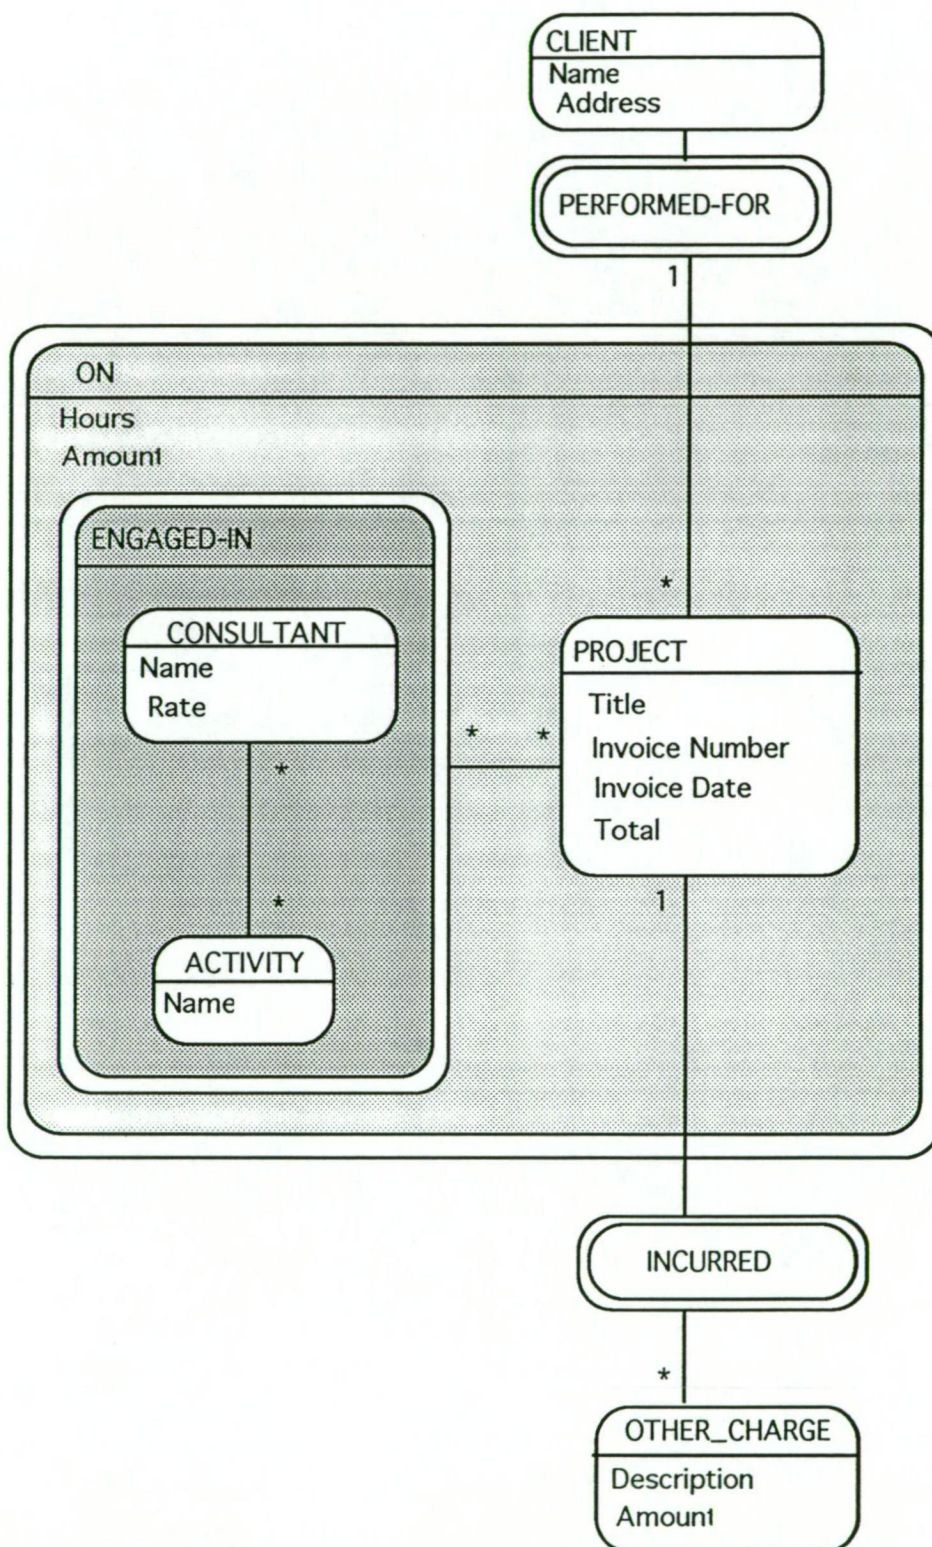 CLIENT
Name
Address
PERFORMED-FOR
1
ON
Hours
Amount
ENGAGED-IN
CONSULTANT
Name
Rate
*
*
ACTIVITY
Name
* *
*
PROJECT
Title
Invoice Number
Invoice Date
Total
1
INCURRED
*
OTHER_CHARGE
Description
Amount